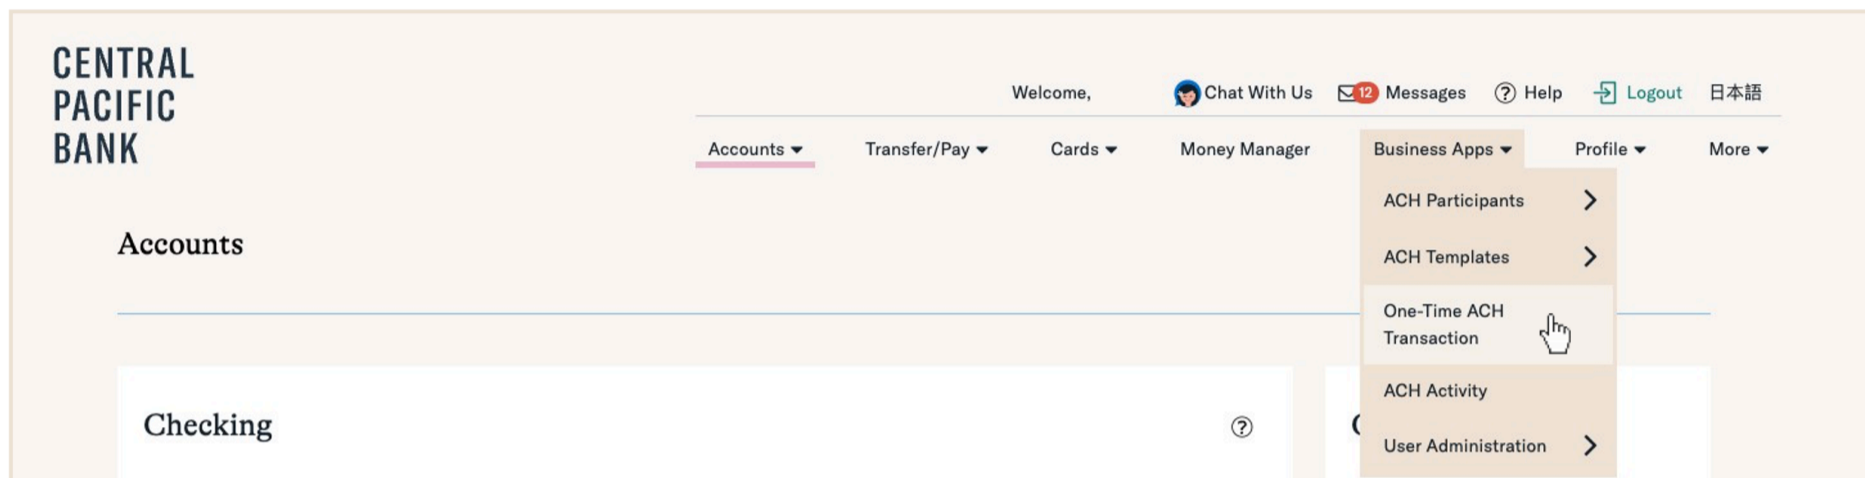 CENTRAL
PACIFIC
BANK
Welcome,
Chat With Us
12 Messages
Help
Logout
日本語
Accounts
Transfer/Pay
Cards
Money Manager
Business Apps
Profile
More
ACH Participants
ACH Templates
One-Time ACH
Transaction
ACH Activity
User Administration
Accounts
Checking